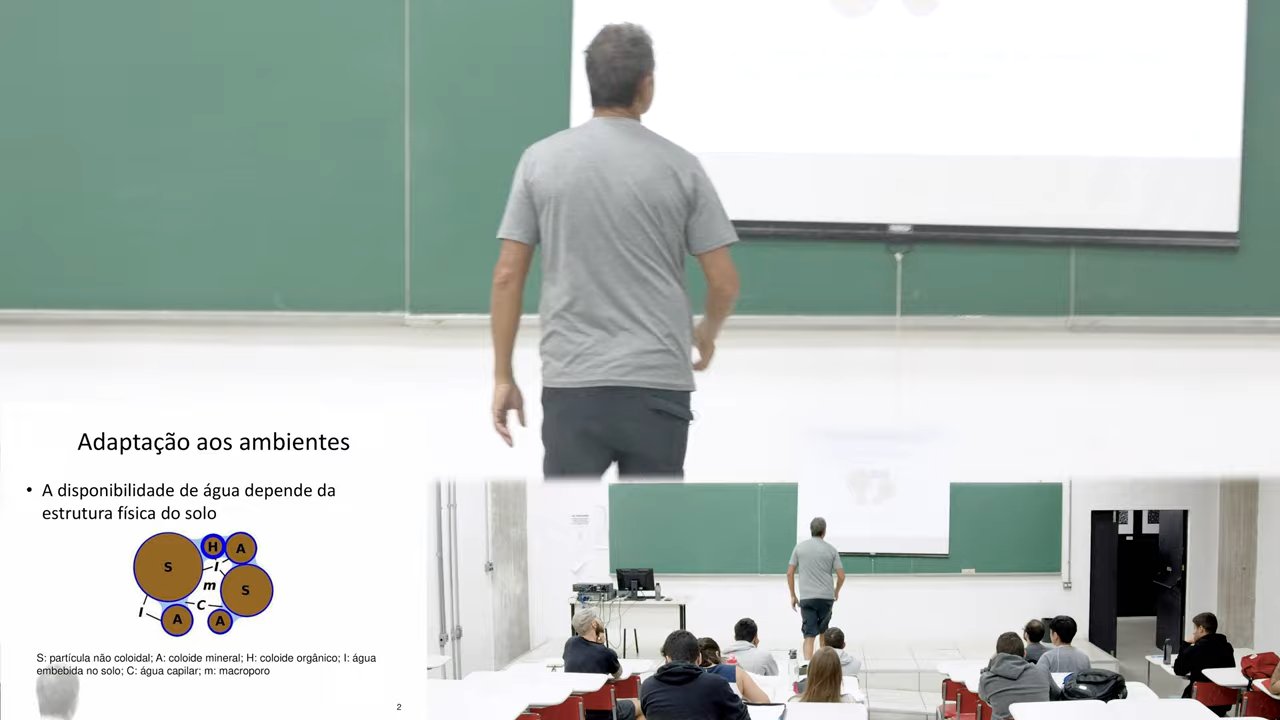 Adaptação aos ambientes
• A disponibilidade de água depende da
estrutura física do solo
S
H
A
I
m
S
C
I
A
A
S: partícula não coloidal; A: coloide mineral; H: coloide orgânico; I: água
embebida no solo; C: água capilar; m: macroporo
2